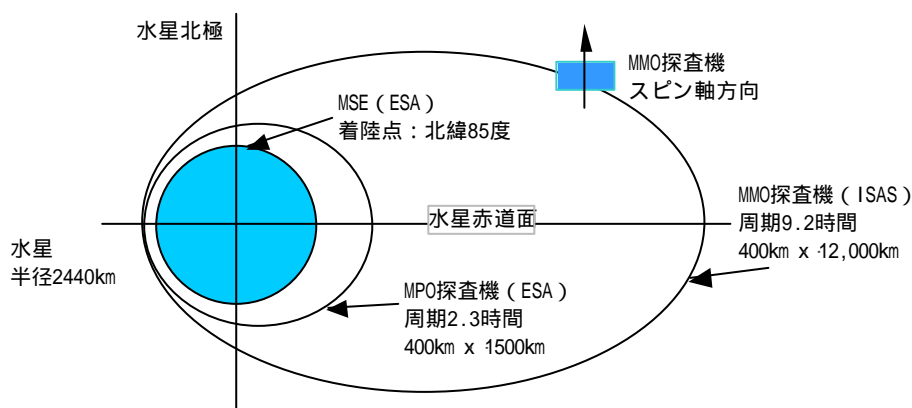 水星北極
MMO探査機
スピン軸方向
MSE（ESA）
着陸点：北緯85度
水星赤道面
MMO探査機（ISAS）
周期9.2時間
400km x 12,000km
水星
半径2440km
MPO探査機（ESA）
周期2.3時間
400km x 1500km